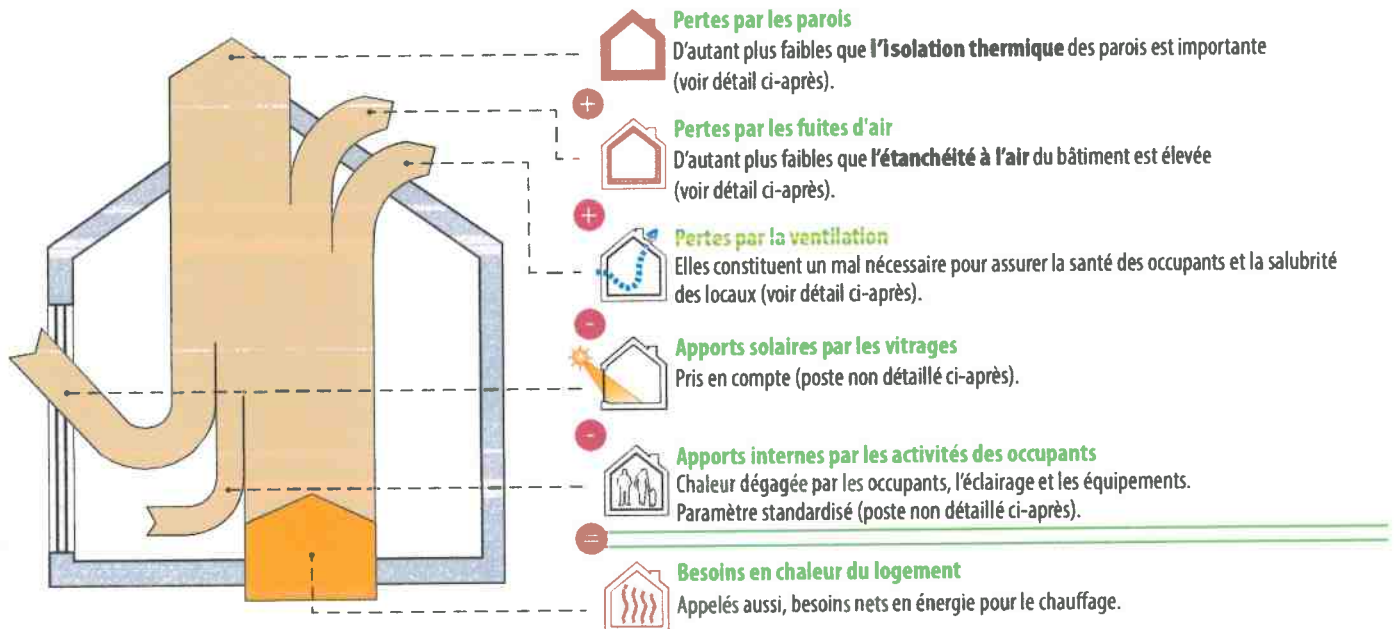 Pertes par les parois
D'autant plus faibles que l'isolation thermique des parois est importante
(voir détail ci-après).
+
Pertes par les fuites d'air
D'autant plus faibles que l'étanchéité à l'air du bâtiment est élevée
(voir détail ci-après).
+
Pertes par la ventilation
Elles constituent un mal nécessaire pour assurer la santé des occupants et la salubrité
des locaux (voir détail ci-après).
-
Apports solaires par les vitrages
Pris en compte (poste non détaillé ci-après).
-
Apports internes par les activités des occupants
Chaleur dégagée par les occupants, l'éclairage et les équipements.
Paramètre standardisé (poste non détaillé ci-après).
=
Besoins en chaleur du logement
Appelés aussi, besoins nets en énergie pour le chauffage.